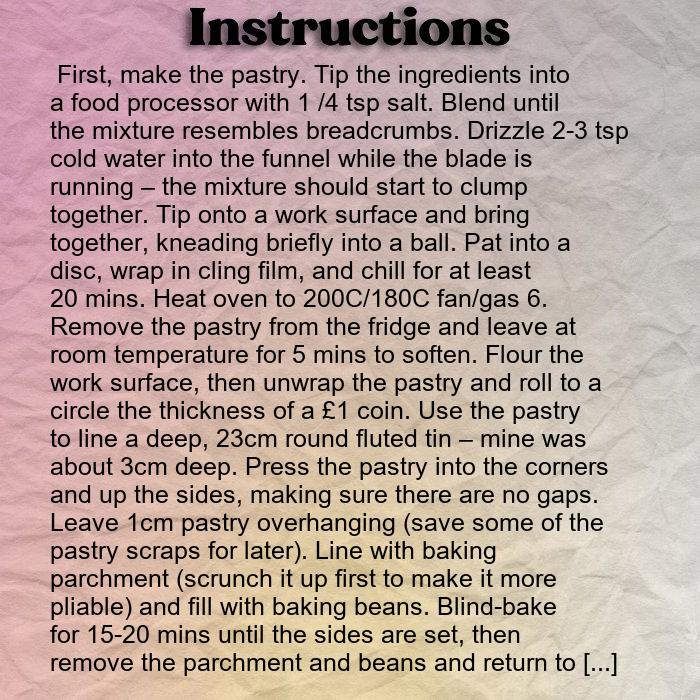 Instructions
First, make the pastry. Tip the ingredients into
a food processor with 1 /4 tsp salt. Blend until
the mixture resembles breadcrumbs. Drizzle 2-3 tsp
cold water into the funnel while the blade is
running – the mixture should start to clump
together. Tip onto a work surface and bring
together, kneading briefly into a ball. Pat into a
disc, wrap in cling film, and chill for at least
20 mins. Heat oven to 200C/180C fan/gas 6.
Remove the pastry from the fridge and leave at
room temperature for 5 mins to soften. Flour the
work surface, then unwrap the pastry and roll to a
circle the thickness of a £1 coin. Use the pastry
to line a deep, 23cm round fluted tin – mine was
about 3cm deep. Press the pastry into the corners
and up the sides, making sure there are no gaps.
Leave 1cm pastry overhanging (save some of the
pastry scraps for later). Line with baking
parchment (scrunch it up first to make it more
pliable) and fill with baking beans. Blind-bake
for 15-20 mins until the sides are set, then
remove the parchment and beans and return to [...]